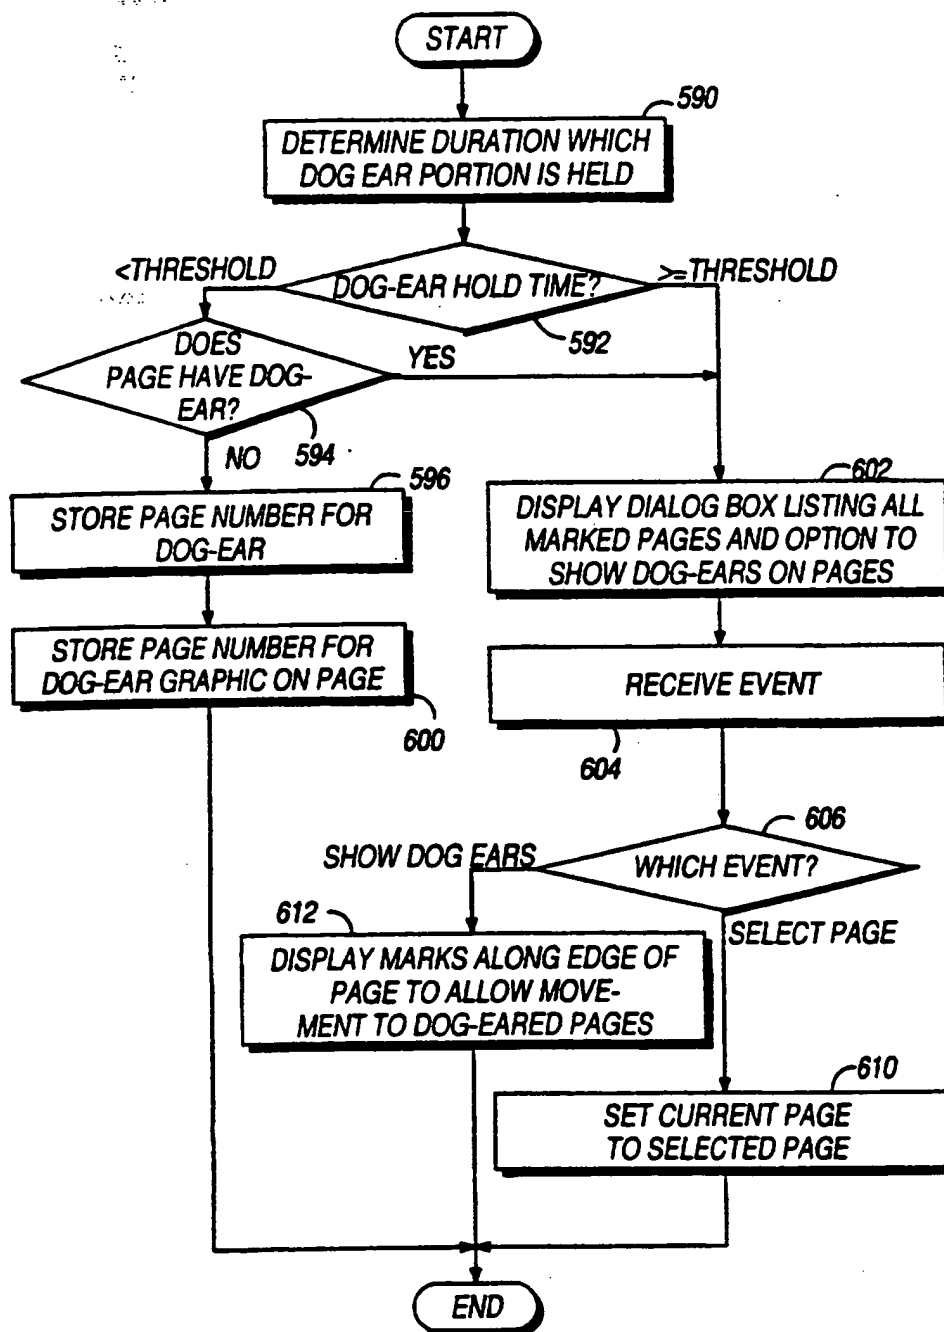 START
590
DETERMINE DURATION WHICH
DOG EAR PORTION IS HELD
<THRESHOLD
DOG-EAR HOLD TIME?
>=THRESHOLD
592
DOES
PAGE HAVE DOG-
EAR?
YES
594
NO
596
STORE PAGE NUMBER FOR
DOG-EAR
602
DISPLAY DIALOG BOX LISTING ALL
MARKED PAGES AND OPTION TO
SHOW DOG-EARS ON PAGES
STORE PAGE NUMBER FOR
DOG-EAR GRAPHIC ON PAGE
600
RECEIVE EVENT
604
606
SHOW DOG EARS
WHICH EVENT?
612
SELECT PAGE
DISPLAY MARKS ALONG EDGE OF
PAGE TO ALLOW MOVE-
MENT TO DOG-EARED PAGES
610
SET CURRENT PAGE
TO SELECTED PAGE
END